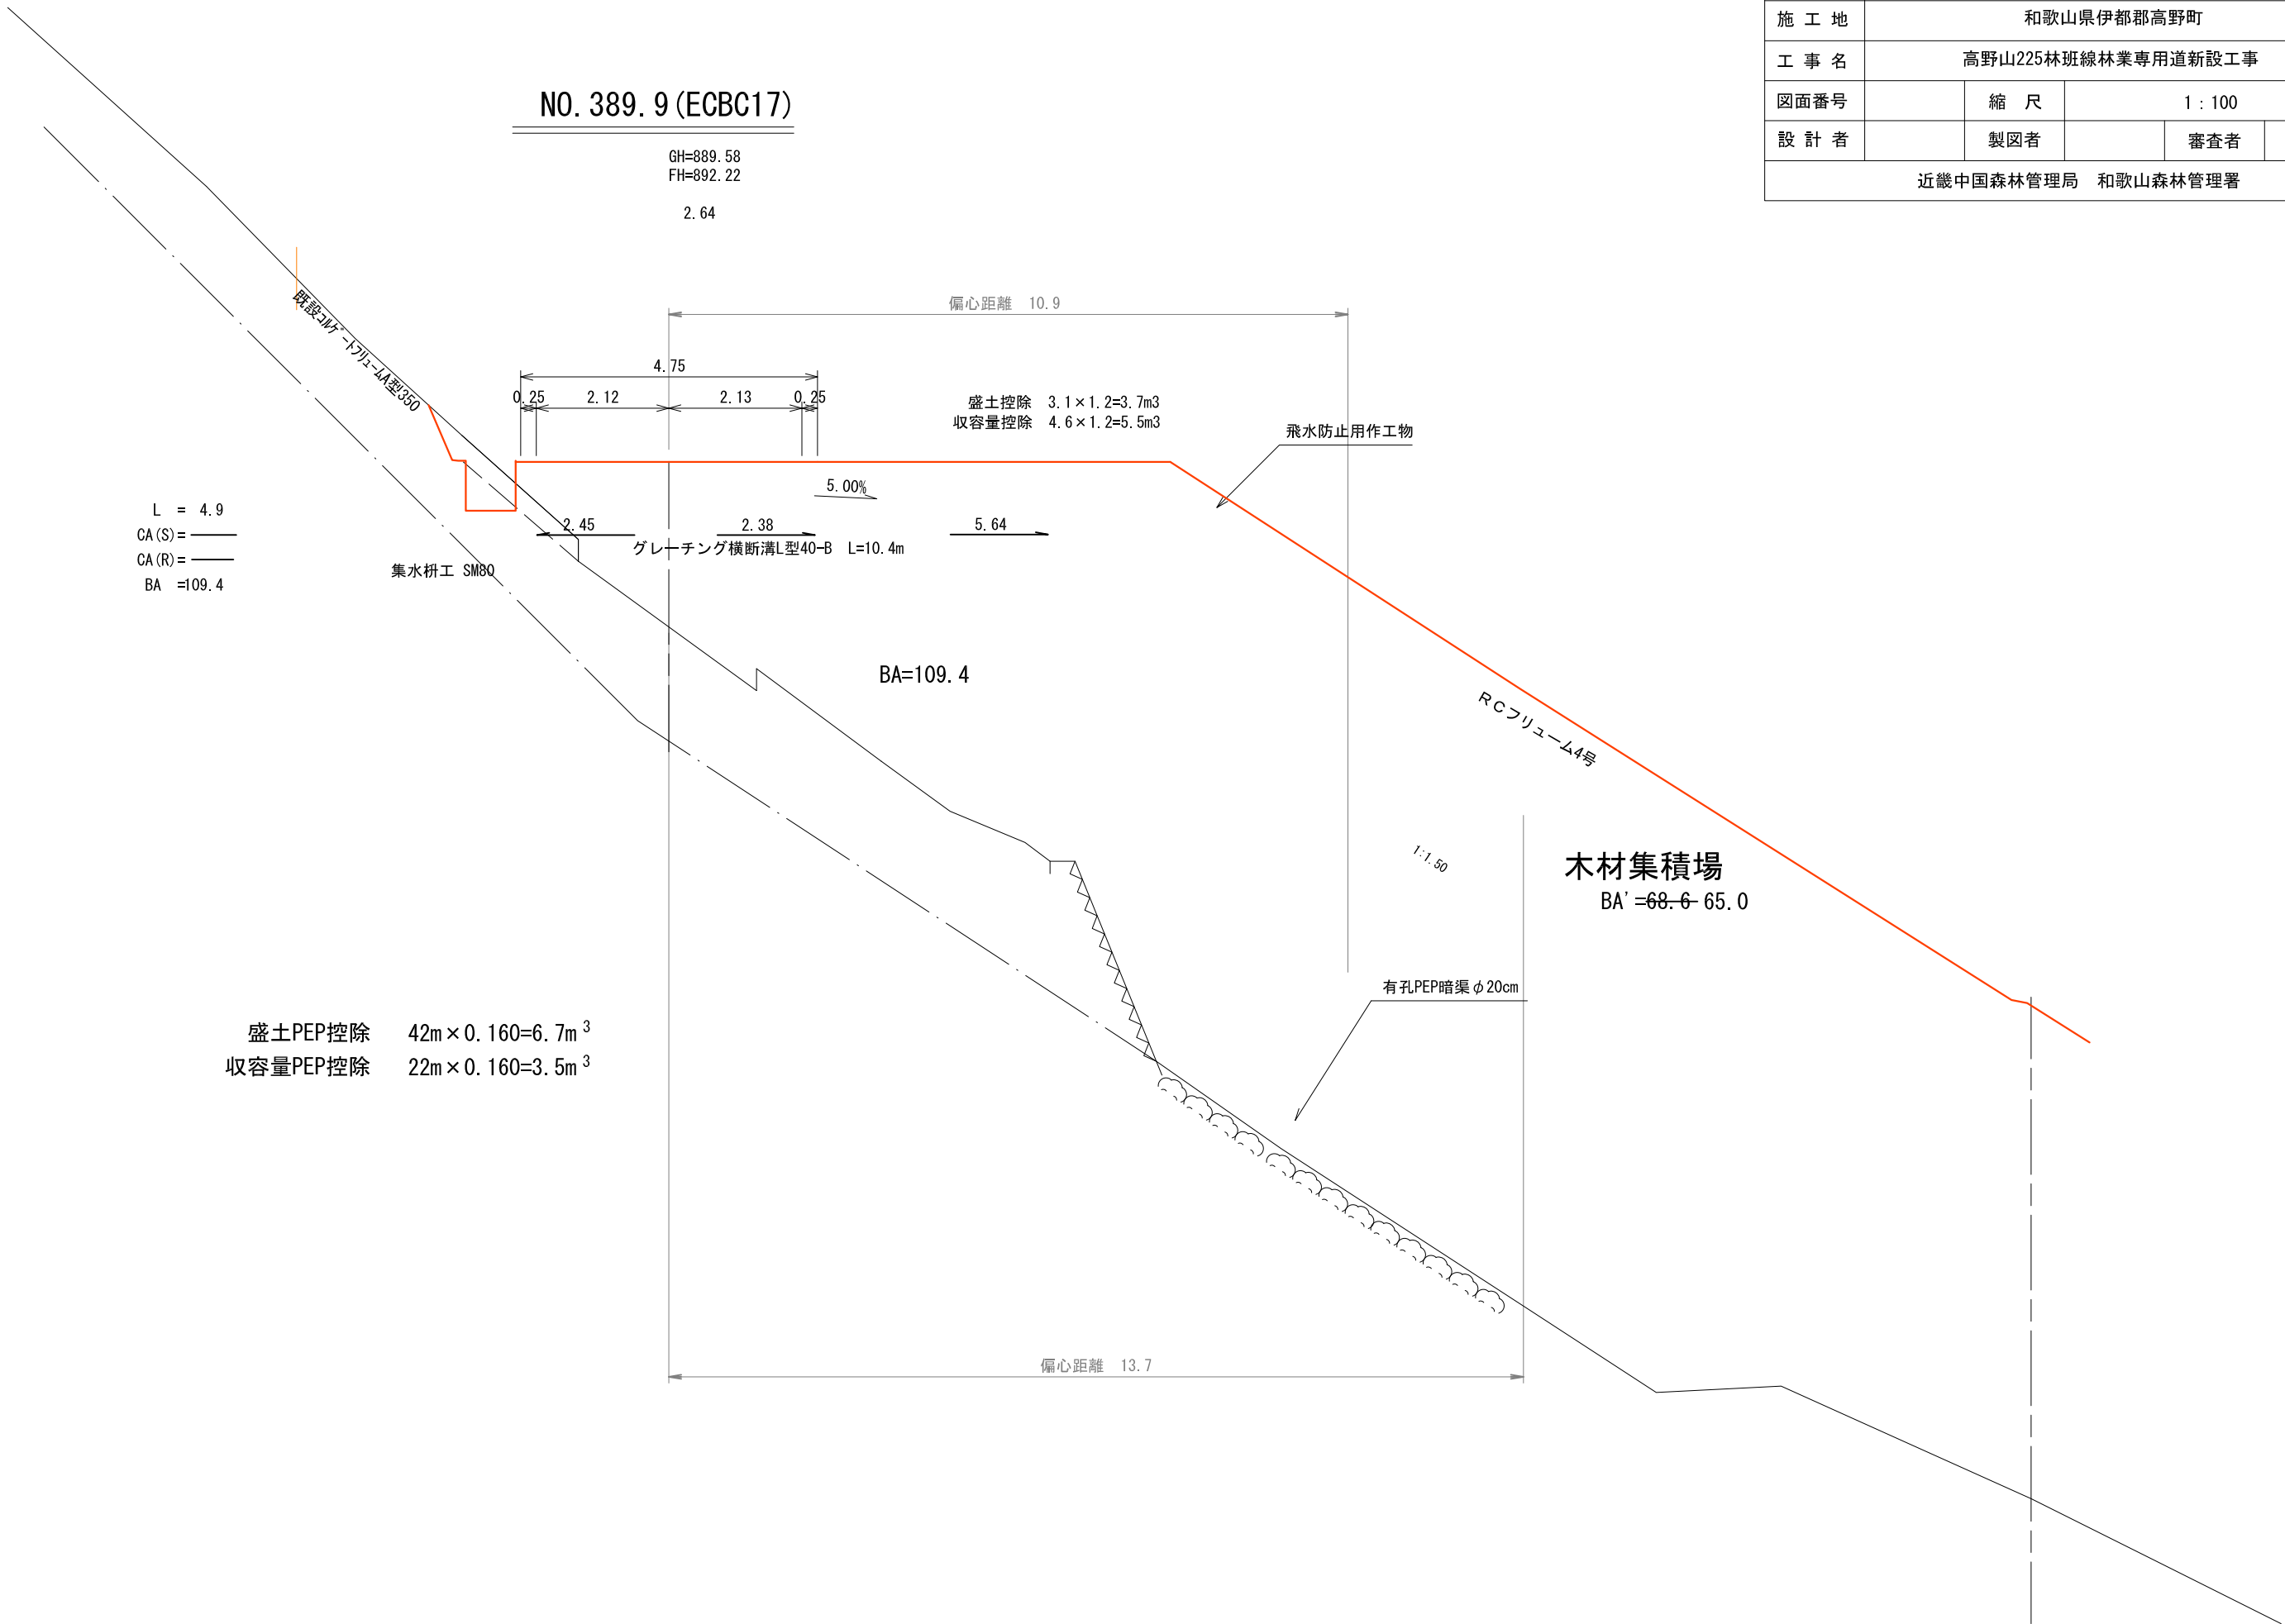 施工地 和歌山県伊都郡高野町
工事名 高野山225林班線林業専用道新設工事
図面番号 縮尺 1：100
設計者 製図者 審査者
近畿中国森林管理局 和歌山森林管理署
NO.389.9(ECBC17)
GH=889.58
FH=892.22
2.64
既設ｺﾙｹﾞｰﾄﾌﾘｭｰﾑA型350
偏心距離 10.9
4.75
0.25 2.12 2.13 0.25
盛土控除 3.1×1.2=3.7m3
収容量控除 4.6×1.2=5.5m3
飛水防止用作工物
5.00%
2.45 2.38 5.64
グレーチング横断溝L型40-B L=10.4m
L = 4.9
CA(S)=
CA(R)=
BA =109.4
集水枡工 SM80
BA=109.4
RCフリューム4号
1:1.50
木材集積場
BA'=68.6 65.0
有孔PEP暗渠φ20cm
盛土PEP控除 42m×0.160=6.7m3
収容量PEP控除 22m×0.160=3.5m3
偏心距離 13.7